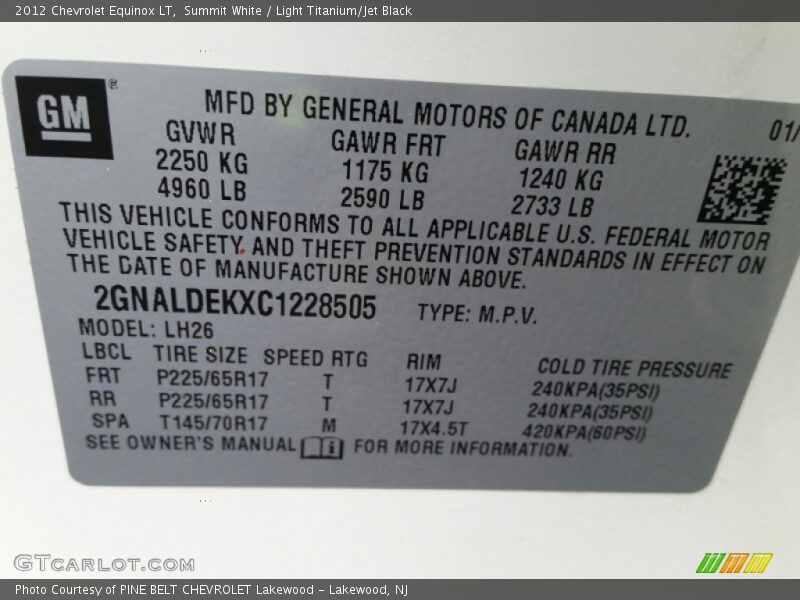 2012 Chevrolet Equinox LT, Summit White / Light Titanium/Jet Black
GM®
MFD BY GENERAL MOTORS OF CANADA LTD. 01/
GVWR GAWR FRT GAWR RR
2250 KG 1175 KG 1240 KG
4960 LB 2590 LB 2733 LB
THIS VEHICLE CONFORMS TO ALL APPLICABLE U.S. FEDERAL MOTOR
VEHICLE SAFETY AND THEFT PREVENTION STANDARDS IN EFFECT ON
THE DATE OF MANUFACTURE SHOWN ABOVE.
2GNALDEKXC1228505 TYPE: M.P.V.
MODEL: LH26
LBCL TIRE SIZE SPEED RTG RIM COLD TIRE PRESSURE
FRT P225/65R17 T 17X7J 240KPA(35PSI)
RR P225/65R17 T 17X7J 240KPA(35PSI)
SPA T145/70R17 M 17X4.5T 420KPA(60PSI)
SEE OWNER'S MANUAL FOR MORE INFORMATION.
GTCarLot.com
Photo Courtesy of PINE BELT CHEVROLET Lakewood - Lakewood, NJ